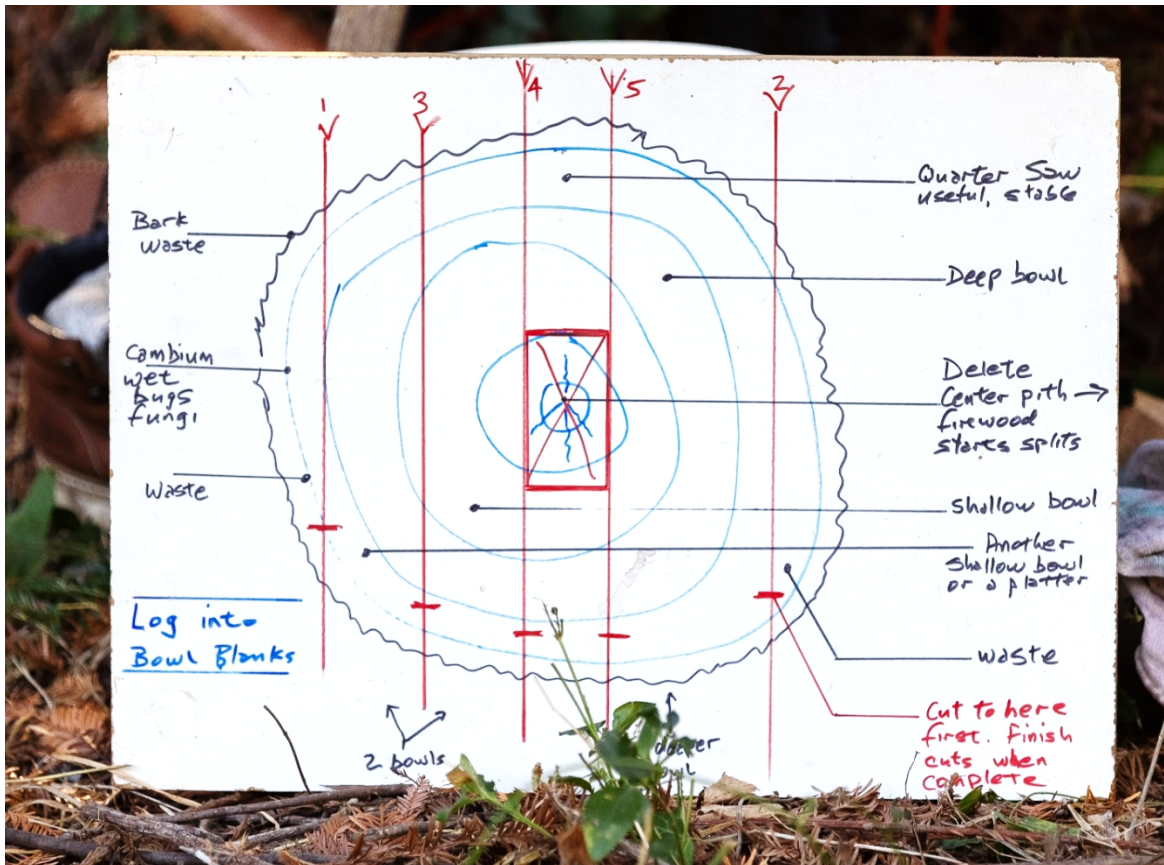 1
3
4
5
2
Quarter Saw
useful, stable
Bark
waste
Deep bowl
Cambium
wet
bugs
fungi
Delete
Center pith →
firewood
starts splits
waste
Shallow bowl
Another
shallow bowl
or a platter
Log into
Bowl Blanks
waste
Cut to here
first. Finish
cuts when
complete
2 bowls